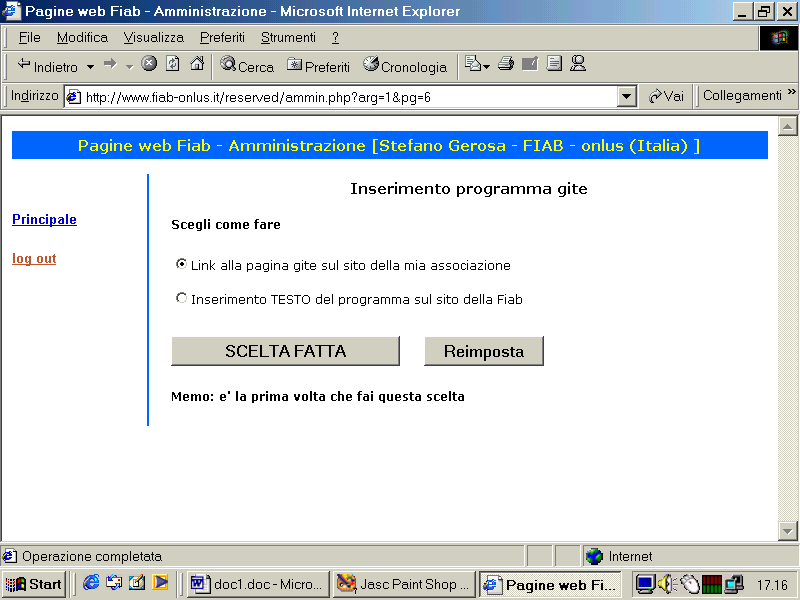 Pagine web Fiab - Amministrazione - Microsoft Internet Explorer
File Modifica Visualizza Preferiti Strumenti ?
Indietro Cerca Preferiti Cronologia
Indirizzo http://www.fiab-onlus.it/reserved/ammin.php?arg=1&pg=6 Vai Collegamenti »
Pagine web Fiab - Amministrazione [Stefano Gerosa - FIAB - onlus (Italia) ]
Inserimento programma gite
Principale
Scegli come fare
log out
Link alla pagina gite sul sito della mia associazione
Inserimento TESTO del programma sul sito della Fiab
SCELTA FATTA Reimposta
Memo: e' la prima volta che fai questa scelta
Operazione completata Internet
Start doc1.doc - Micro... Jasc Paint Shop ... Pagine web Fi... 17.16